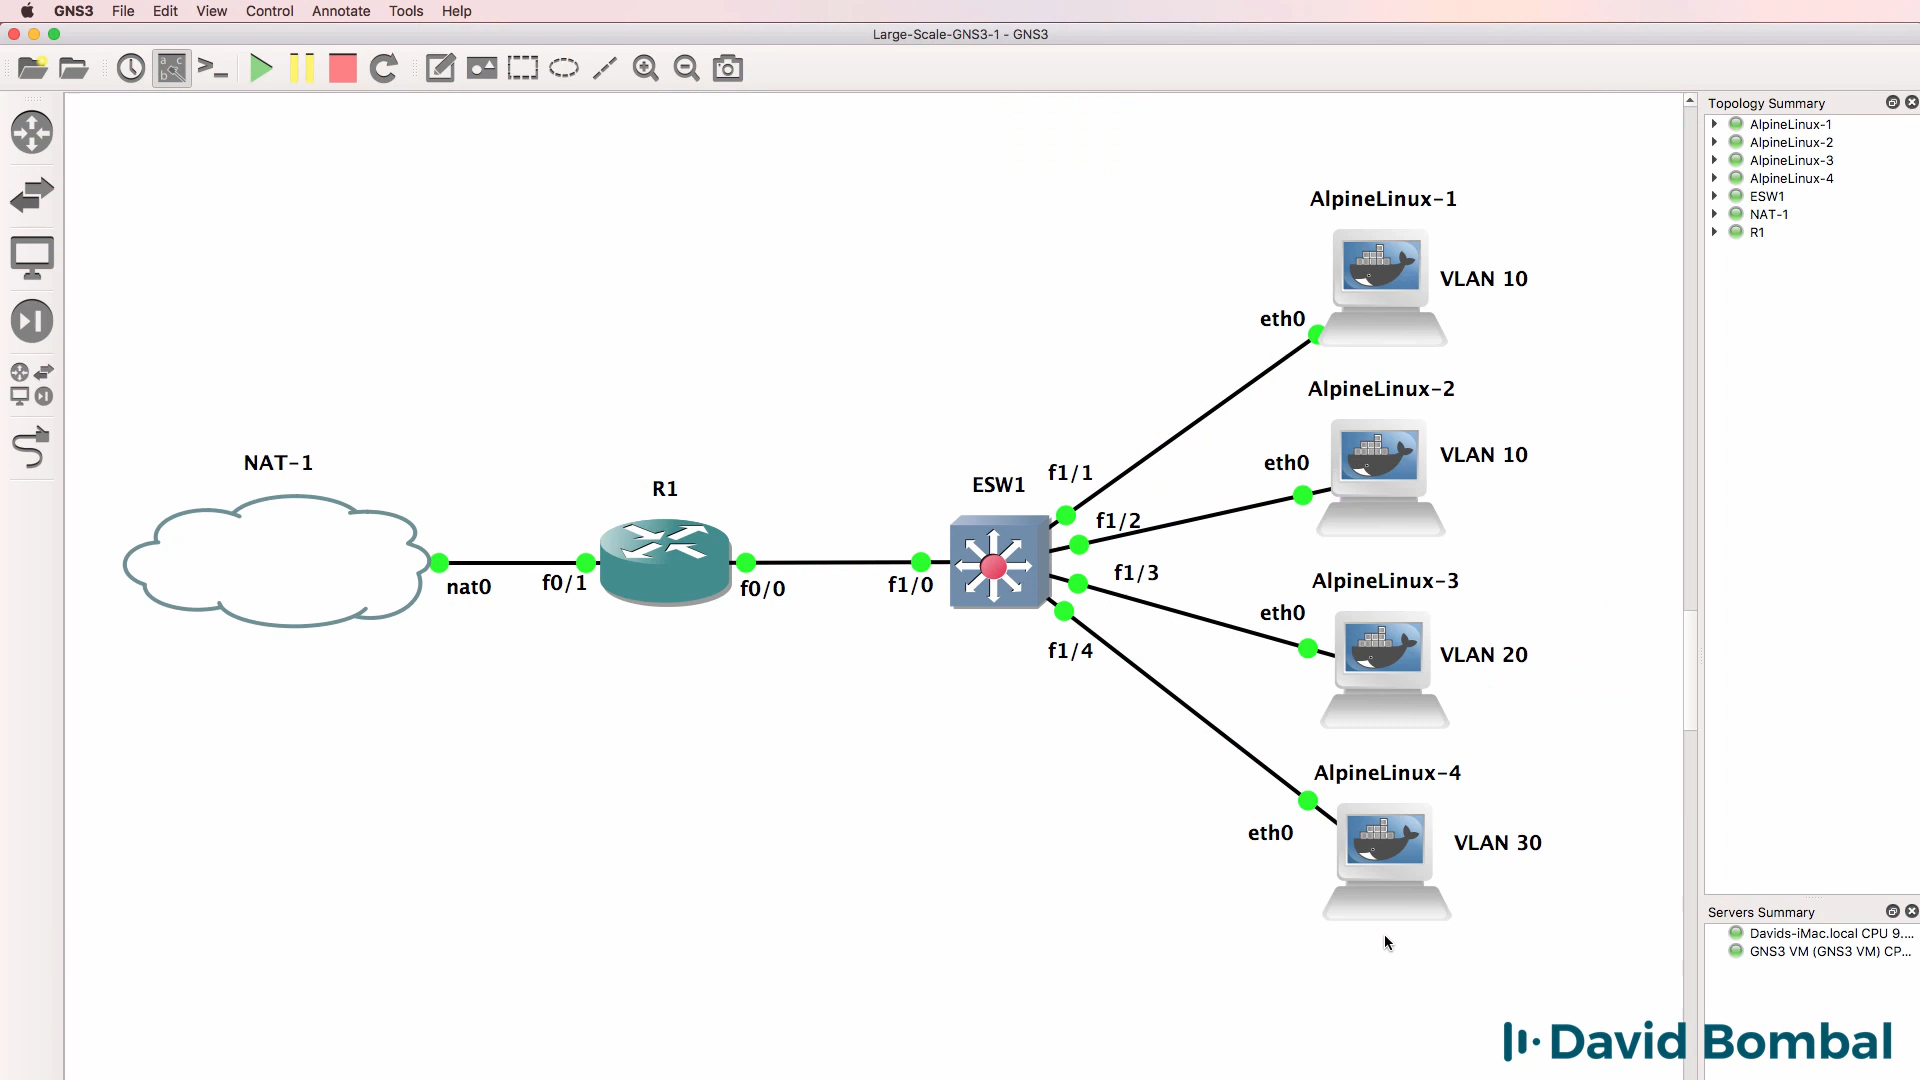 GNS3 File Edit View Control Annotate Tools Help
Large-Scale-GNS3-1 - GNS3
Topology Summary
AlpineLinux-1
AlpineLinux-2
AlpineLinux-3
AlpineLinux-4
ESW1
NAT-1
R1
AlpineLinux-1
VLAN 10
eth0
AlpineLinux-2
VLAN 10
eth0
NAT-1
R1
ESW1
f1/1
f1/2
f1/3
f1/4
nat0
f0/1
f0/0
f1/0
AlpineLinux-3
eth0
VLAN 20
AlpineLinux-4
eth0
VLAN 30
Servers Summary
Davids-iMac.local CPU 9....
GNS3 VM (GNS3 VM) CP...
David Bombal